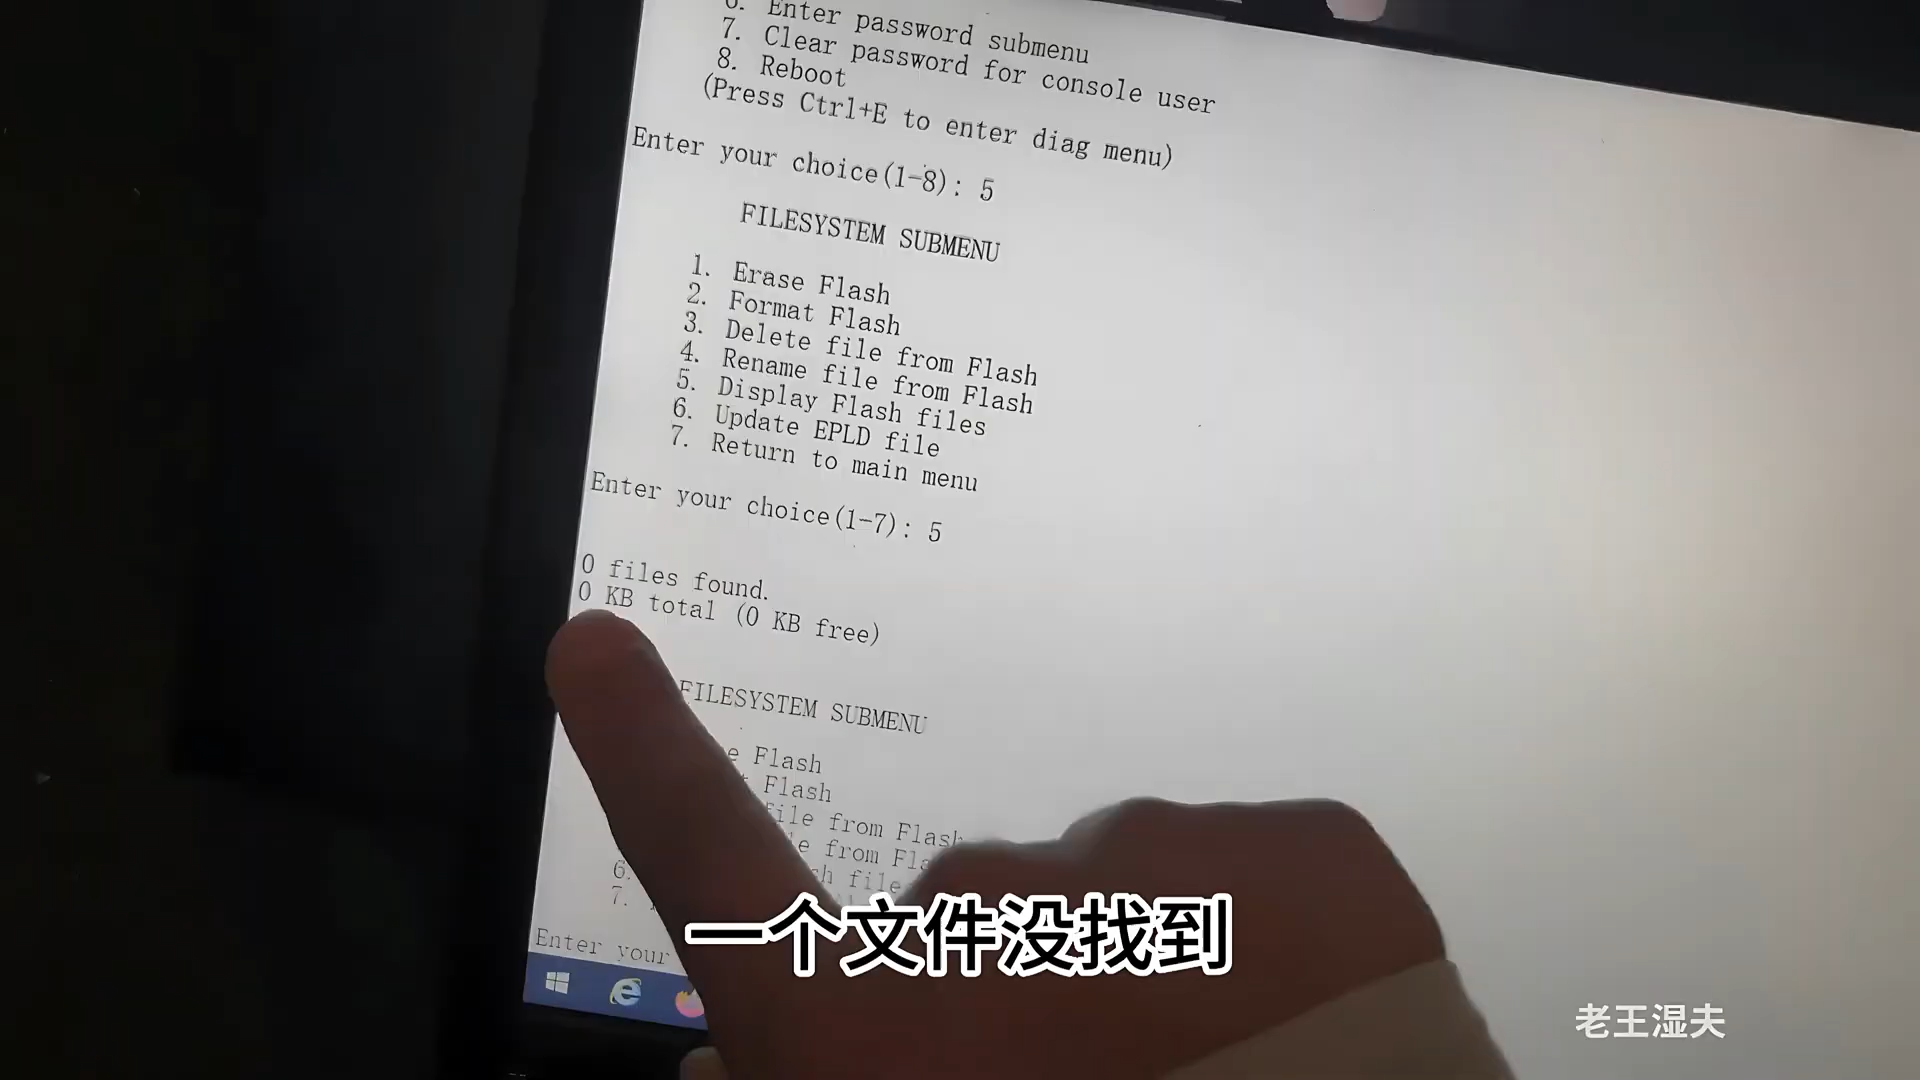 6. Enter password submenu
7. Clear password for console user
8. Reboot
(Press Ctrl+E to enter diag menu)
Enter your choice(1-8): 5
FILESYSTEM SUBMENU
1. Erase Flash
2. Format Flash
3. Delete file from Flash
4. Rename file from Flash
5. Display Flash files
6. Update EPLD file
7. Return to main menu
Enter your choice(1-7): 5
0 files found.
0 KB total (0 KB free)
FILESYSTEM SUBMENU
Flash
Flash
file from Flash
from
file
6.
7.
Enter your
一个文件没找到
老王湿夫